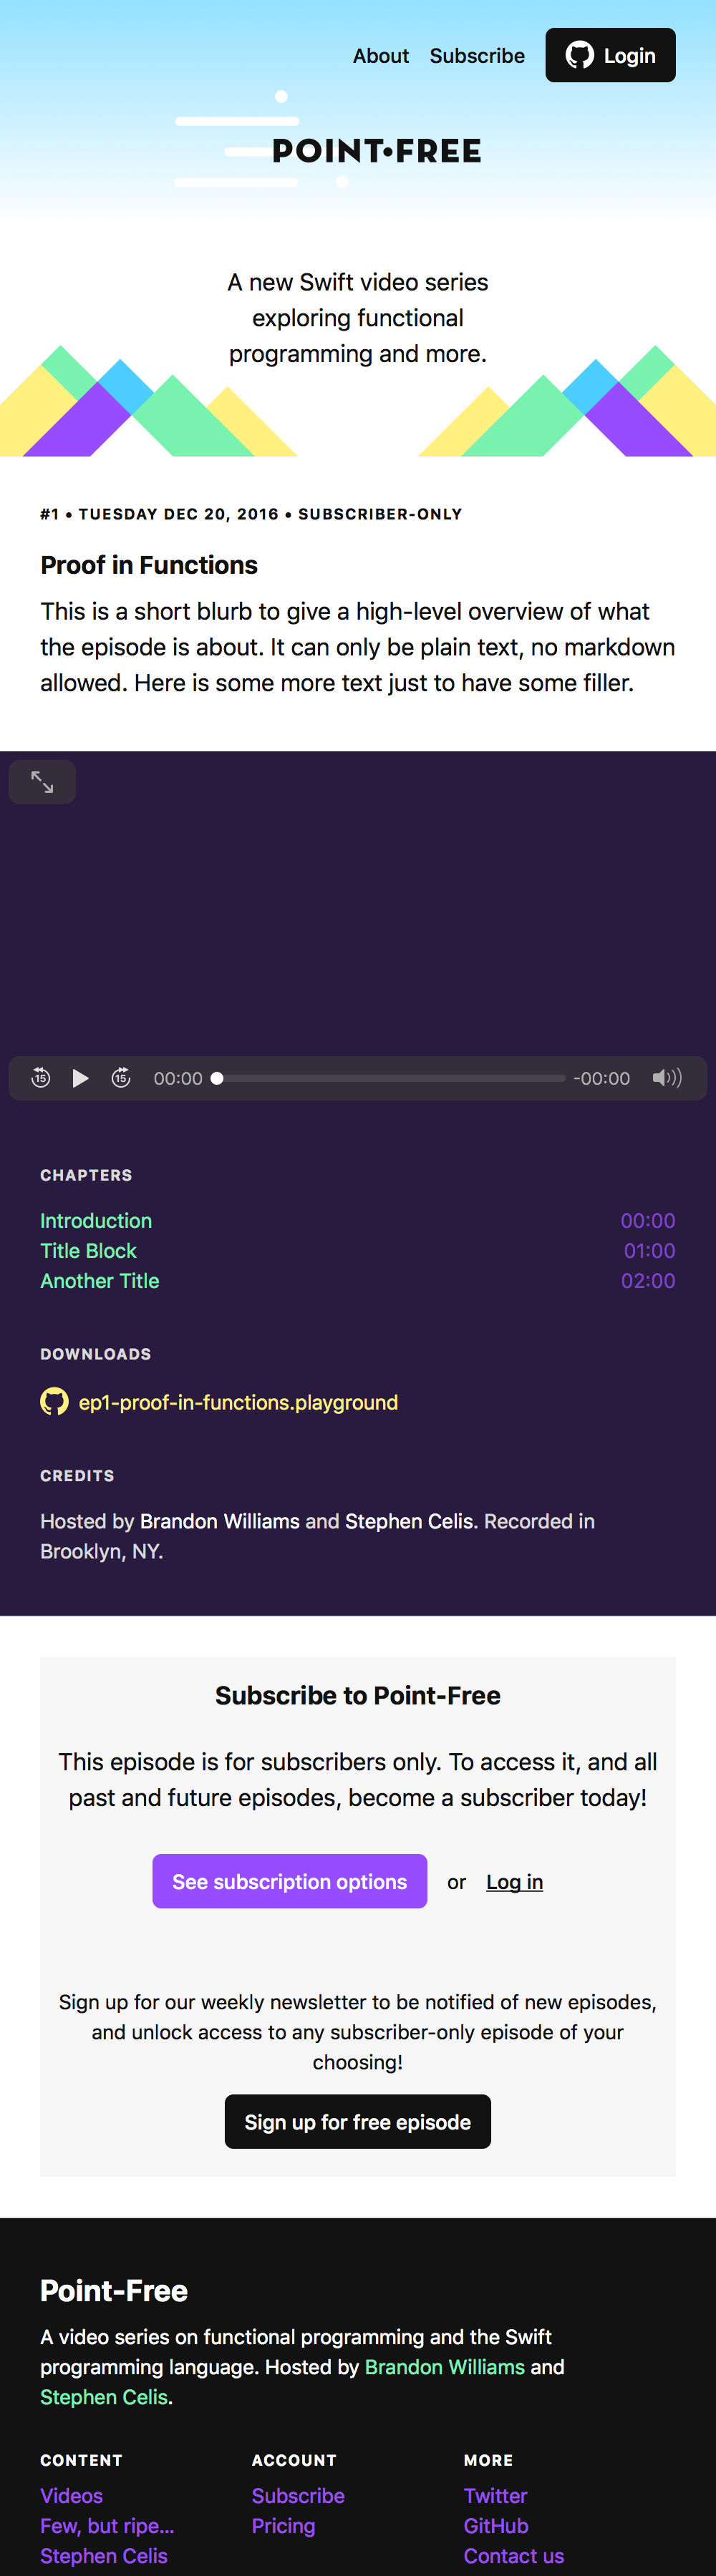 About Subscribe Login
POINT•FREE
A new Swift video series
exploring functional
programming and more.
#1 • TUESDAY DEC 20, 2016 • SUBSCRIBER-ONLY
Proof in Functions
This is a short blurb to give a high-level overview of what
the episode is about. It can only be plain text, no markdown
allowed. Here is some more text just to have some filler.
15 15 00:00 -00:00
CHAPTERS
Introduction 00:00
Title Block 01:00
Another Title 02:00
DOWNLOADS
ep1-proof-in-functions.playground
CREDITS
Hosted by Brandon Williams and Stephen Celis. Recorded in
Brooklyn, NY.
Subscribe to Point-Free
This episode is for subscribers only. To access it, and all
past and future episodes, become a subscriber today!
See subscription options or Log in
Sign up for our weekly newsletter to be notified of new episodes,
and unlock access to any subscriber-only episode of your
choosing!
Sign up for free episode
Point-Free
A video series on functional programming and the Swift
programming language. Hosted by Brandon Williams and
Stephen Celis.
CONTENT ACCOUNT MORE
Videos Subscribe Twitter
Few, but ripe... Pricing GitHub
Stephen Celis Contact us